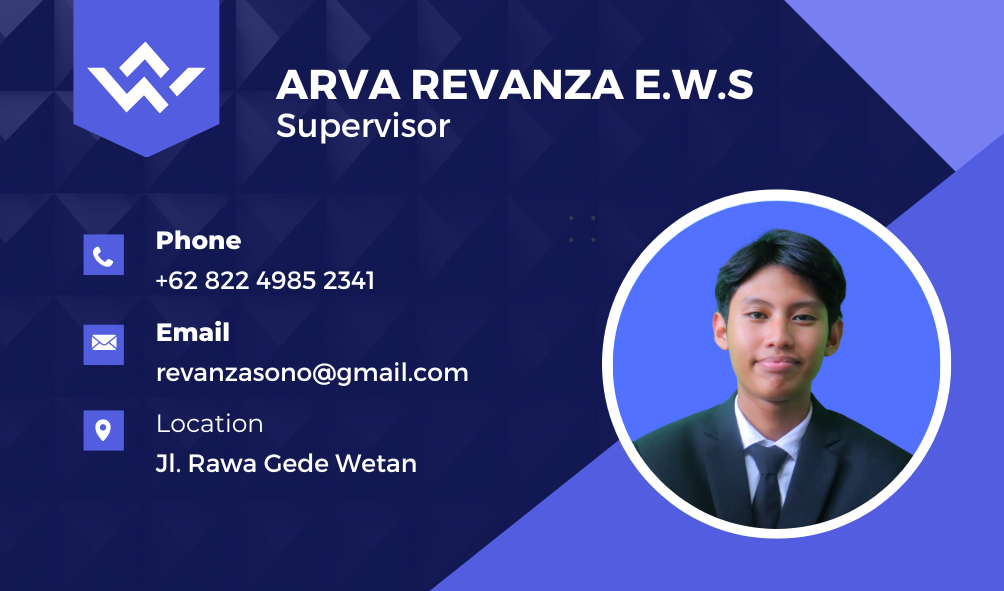 ARVA REVANZA E.W.S
Supervisor
Phone
+62 822 4985 2341
Email
revanzasono@gmail.com
Location
Jl. Rawa Gede Wetan